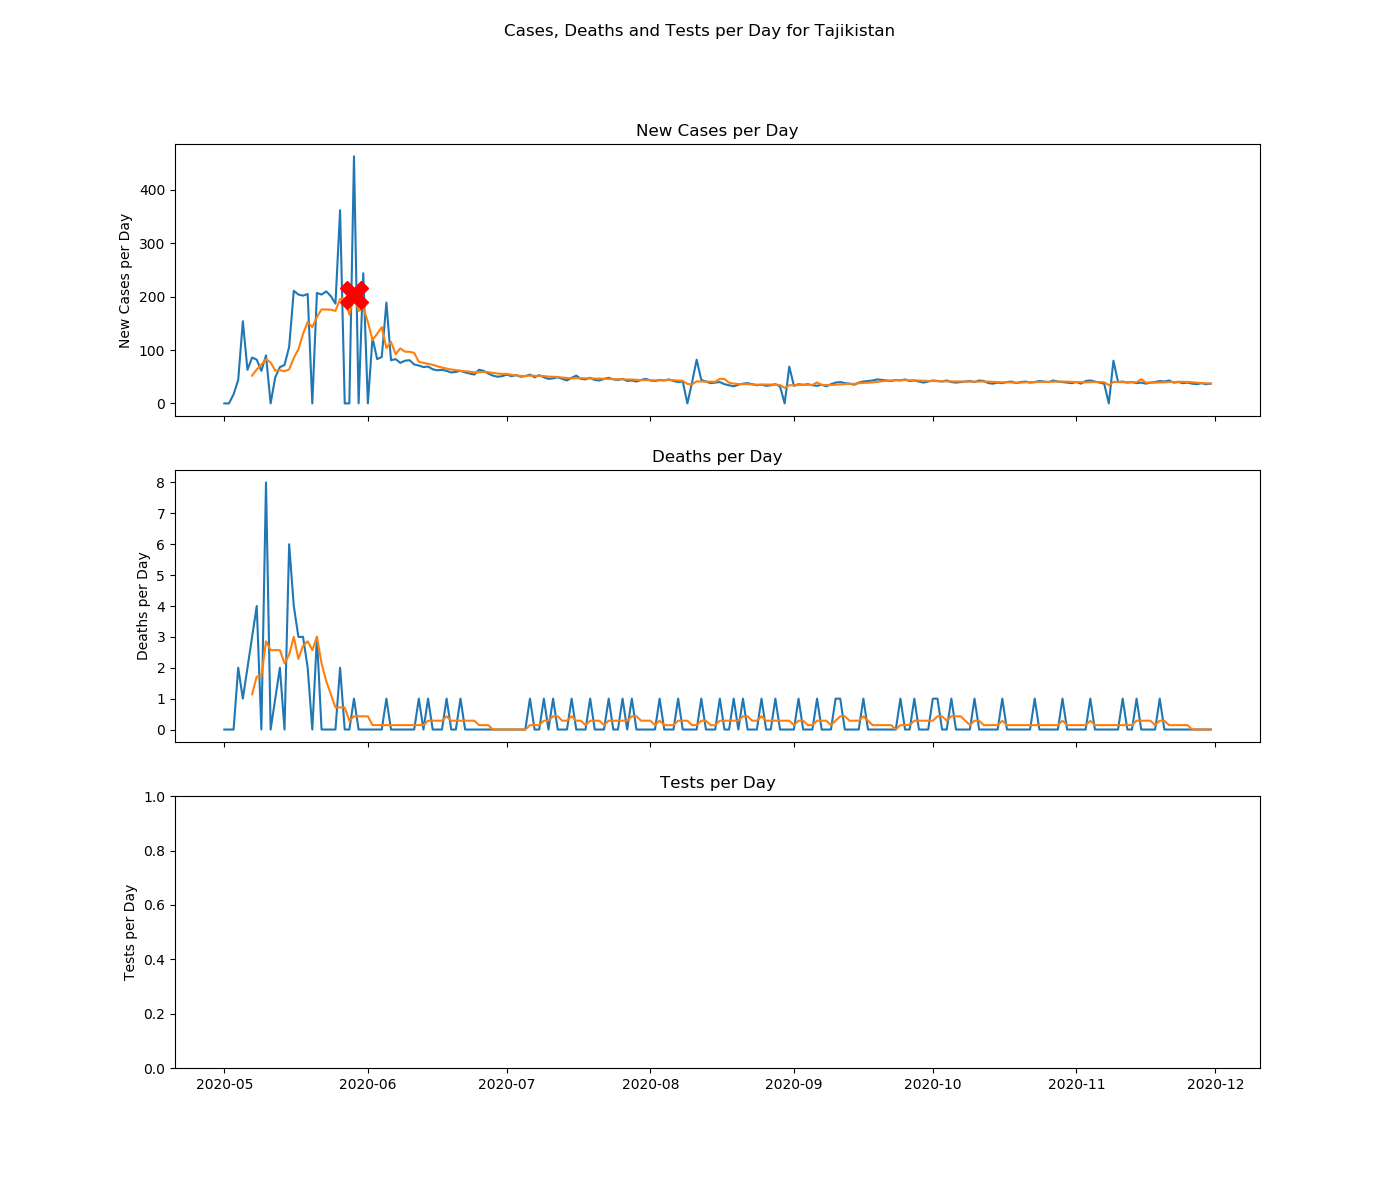 Cases, Deaths and Tests per Day for Tajikistan
New Cases per Day
New Cases per Day
400
300
200
100
0
Deaths per Day
Deaths per Day
8
7
6
5
4
3
2
1
0
Tests per Day
Tests per Day
1.0
0.8
0.6
0.4
0.2
0.0
2020-05 2020-06 2020-07 2020-08 2020-09 2020-10 2020-11 2020-12